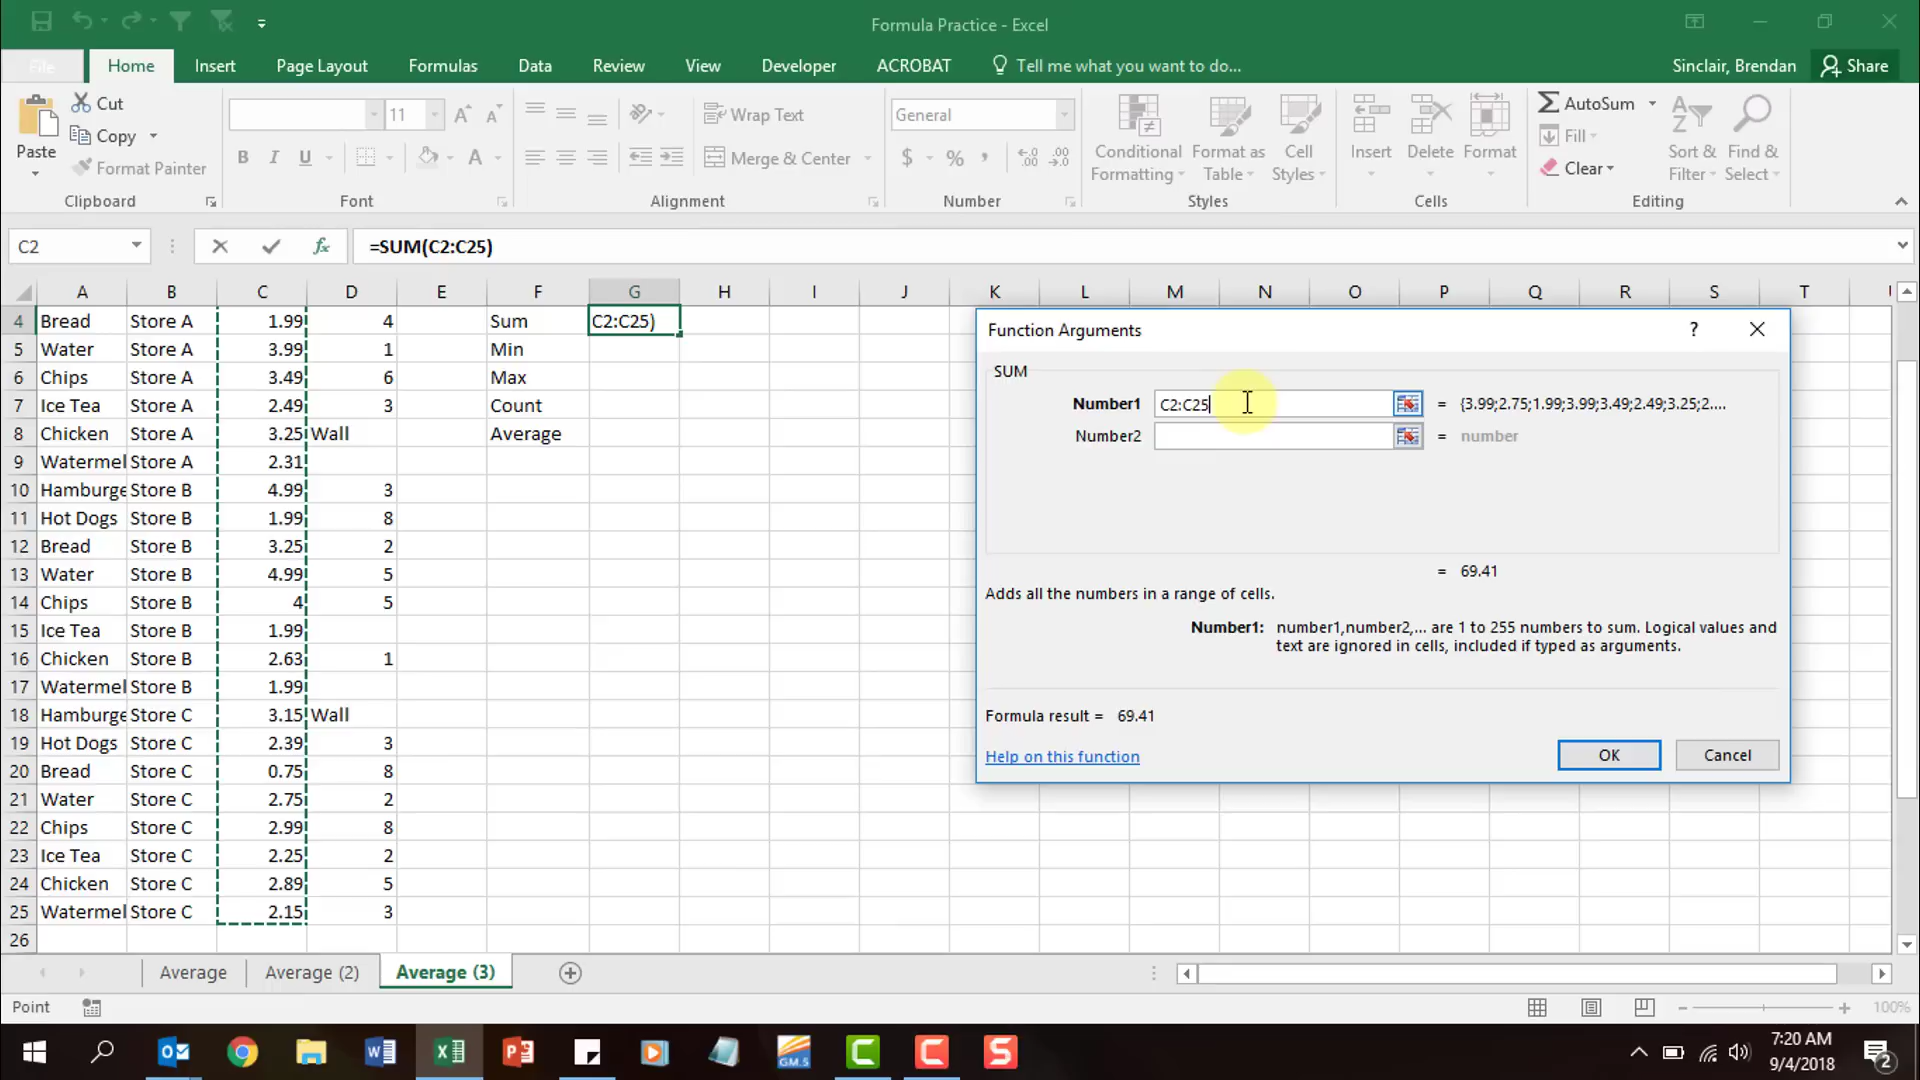 Formula Practice - Excel
File Home Insert Page Layout Formulas Data Review View Developer ACROBAT Tell me what you want to do... Sinclair, Brendan Share
Paste Cut Copy Format Painter
Clipboard
11
B I U A
Font
Wrap Text
Merge & Center
Alignment
General
$ % ,
Number
Conditional Formatting
Format as Table
Cell Styles
Styles
Insert Delete Format
Cells
AutoSum
Fill
Clear
Sort & Filter
Find & Select
Editing
C2 fx =SUM(C2:C25)
A B C D E F G H I J K L M N O P Q R S T
4 Bread Store A 1.99 4 Sum C2:C25)
5 Water Store A 3.99 1 Min
6 Chips Store A 3.49 6 Max
7 Ice Tea Store A 2.49 3 Count
8 Chicken Store A 3.25 Wall Average
9 Watermel Store A 2.31
10 Hamburge Store B 4.99 3
11 Hot Dogs Store B 1.99 8
12 Bread Store B 3.25 2
13 Water Store B 4.99 5
14 Chips Store B 4 5
15 Ice Tea Store B 1.99
16 Chicken Store B 2.63 1
17 Watermel Store B 1.99
18 Hamburge Store C 3.15 Wall
19 Hot Dogs Store C 2.39 3
20 Bread Store C 0.75 8
21 Water Store C 2.75 2
22 Chips Store C 2.99 8
23 Ice Tea Store C 2.25 2
24 Chicken Store C 2.89 5
25 Watermel Store C 2.15 3
26
Function Arguments ?
SUM
Number1 C2:C25 = {3.99;2.75;1.99;3.99;3.49;2.49;3.25;2....
Number2 = number
= 69.41
Adds all the numbers in a range of cells.
Number1: number1,number2,... are 1 to 255 numbers to sum. Logical values and
text are ignored in cells, included if typed as arguments.
Formula result = 69.41
Help on this function OK Cancel
Average Average (2) Average (3)
Point 100%
7:20 AM
9/4/2018
GM.5
2